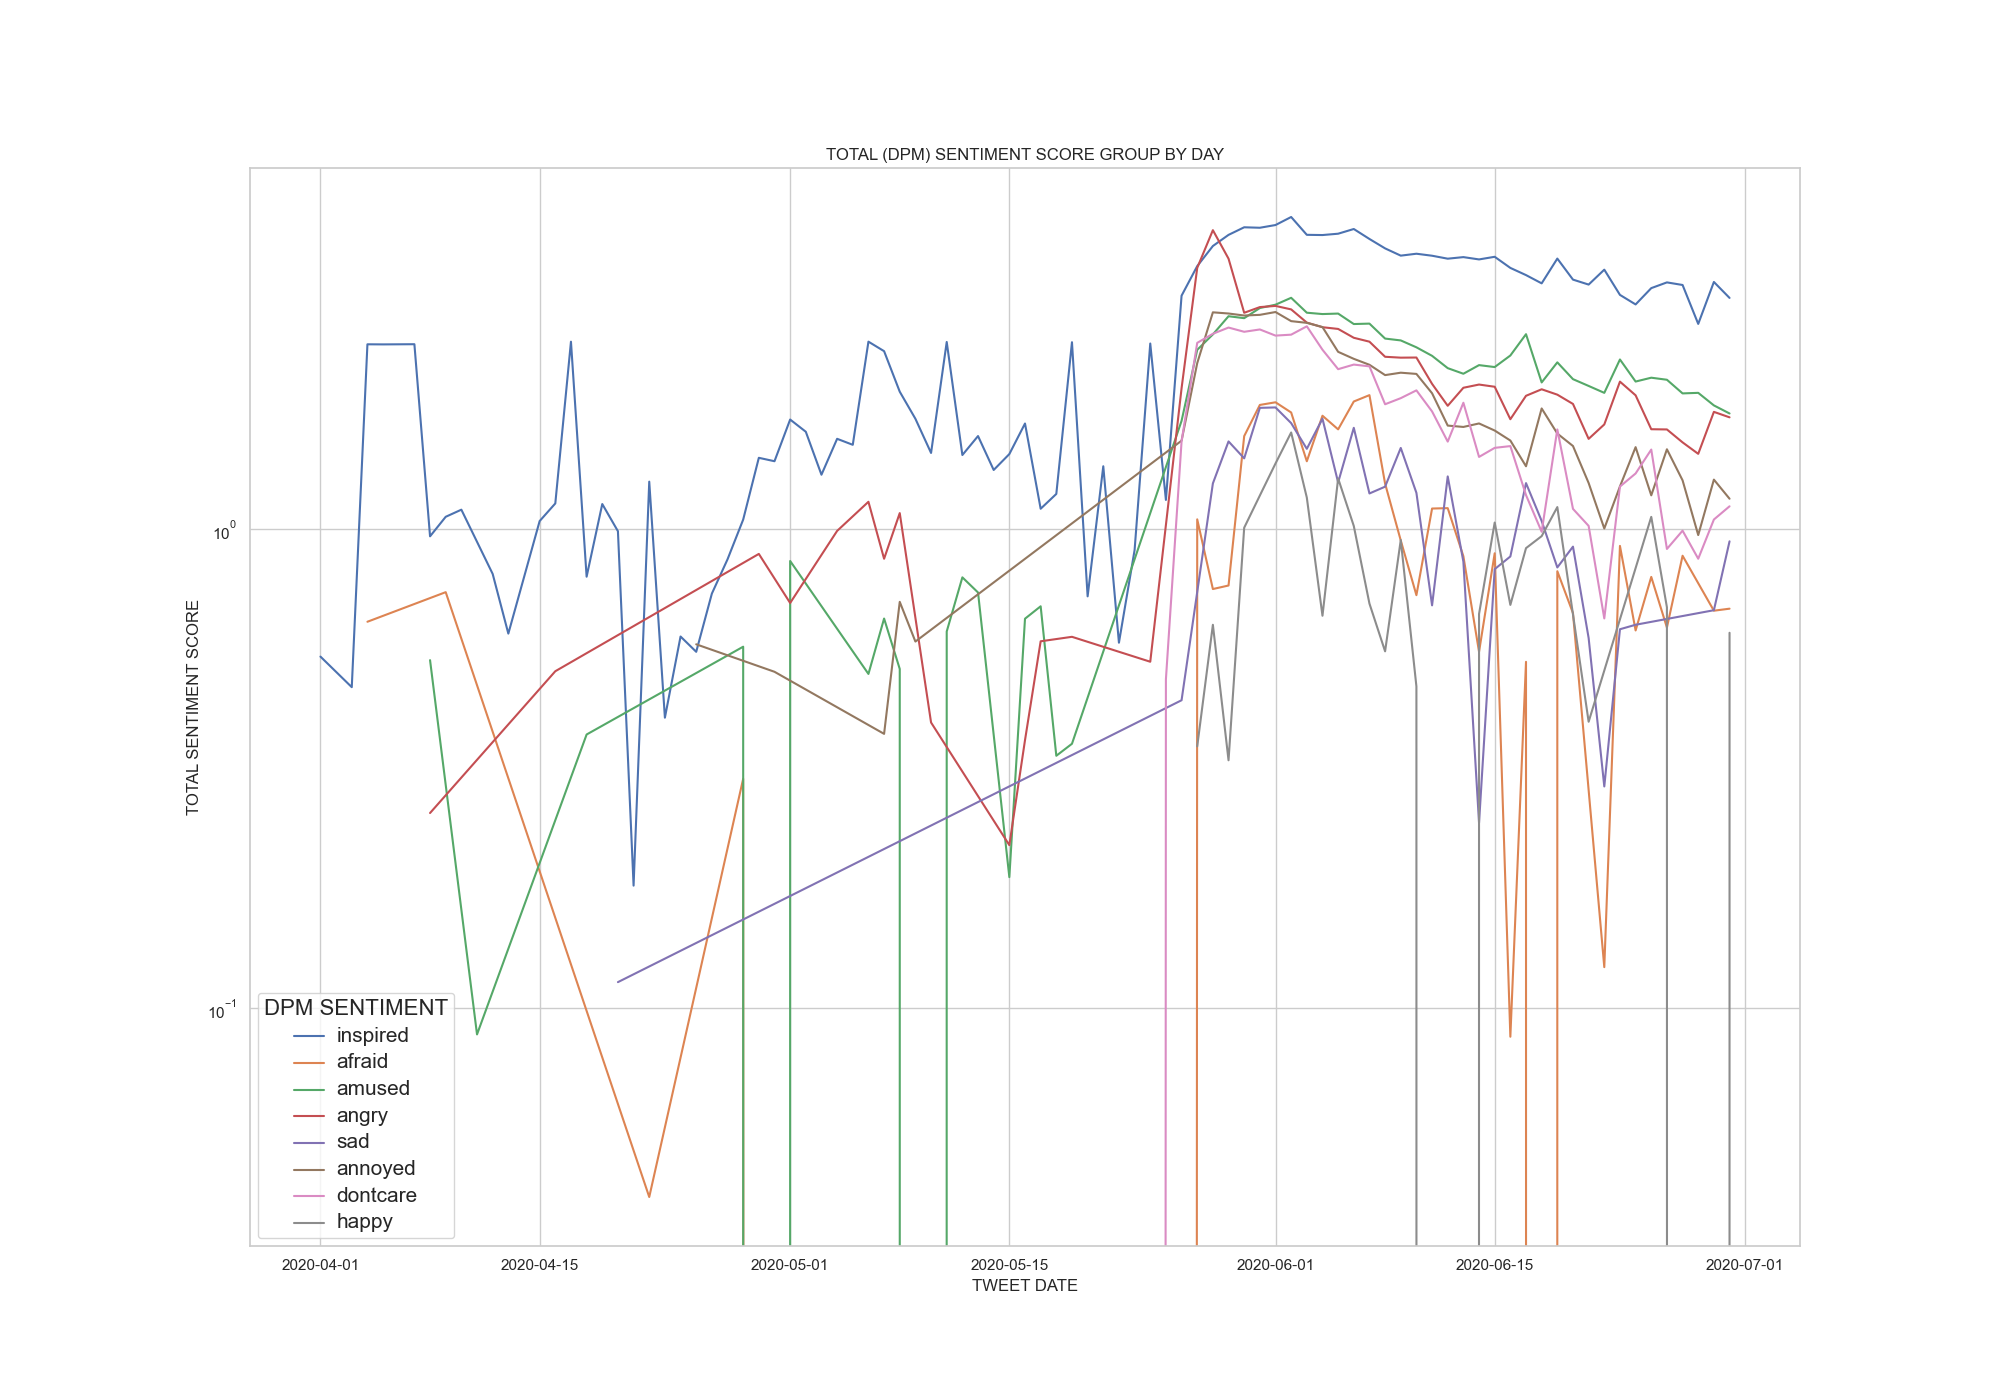 TOTAL (DPM) SENTIMENT SCORE GROUP BY DAY
TOTAL SENTIMENT SCORE
10^0
10^−1
DPM SENTIMENT
inspired
afraid
amused
angry
sad
annoyed
dontcare
happy
2020-04-01 2020-04-15 2020-05-01 2020-05-15 2020-06-01 2020-06-15 2020-07-01
TWEET DATE